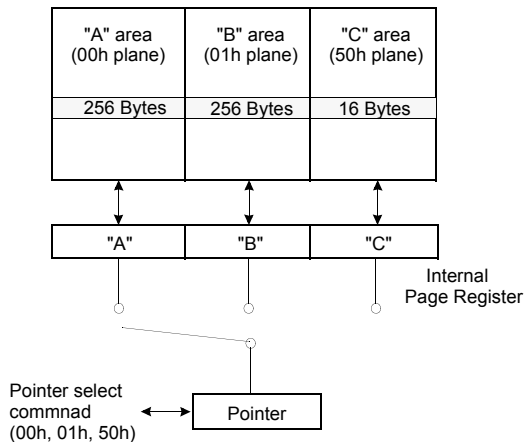 "A" area
(00h plane)
"B" area
(01h plane)
"C" area
(50h plane)
256 Bytes
256 Bytes
16 Bytes
"A"
"B"
"C"
Internal
Page Register
Pointer select
commnad
(00h, 01h, 50h)
Pointer